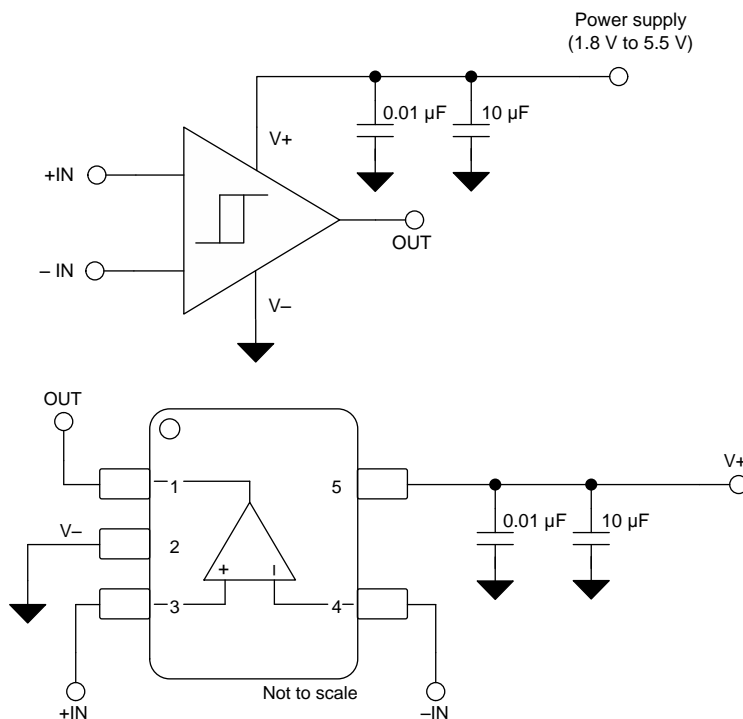 Power supply
(1.8 V to 5.5 V)
0.01 µF
10 µF
V+
+IN
OUT
– IN
V–
OUT
V+
1
5
0.01 µF
10 µF
V–
2
+
–
3
4
Not to scale
+IN
–IN